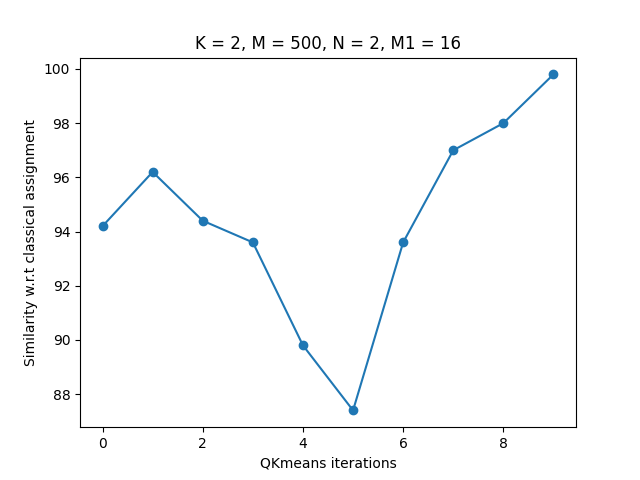 K = 2, M = 500, N = 2, M1 = 16
100
98
96
94
92
90
88
Similarity w.r.t classical assignment
0 2 4 6 8
QKmeans iterations